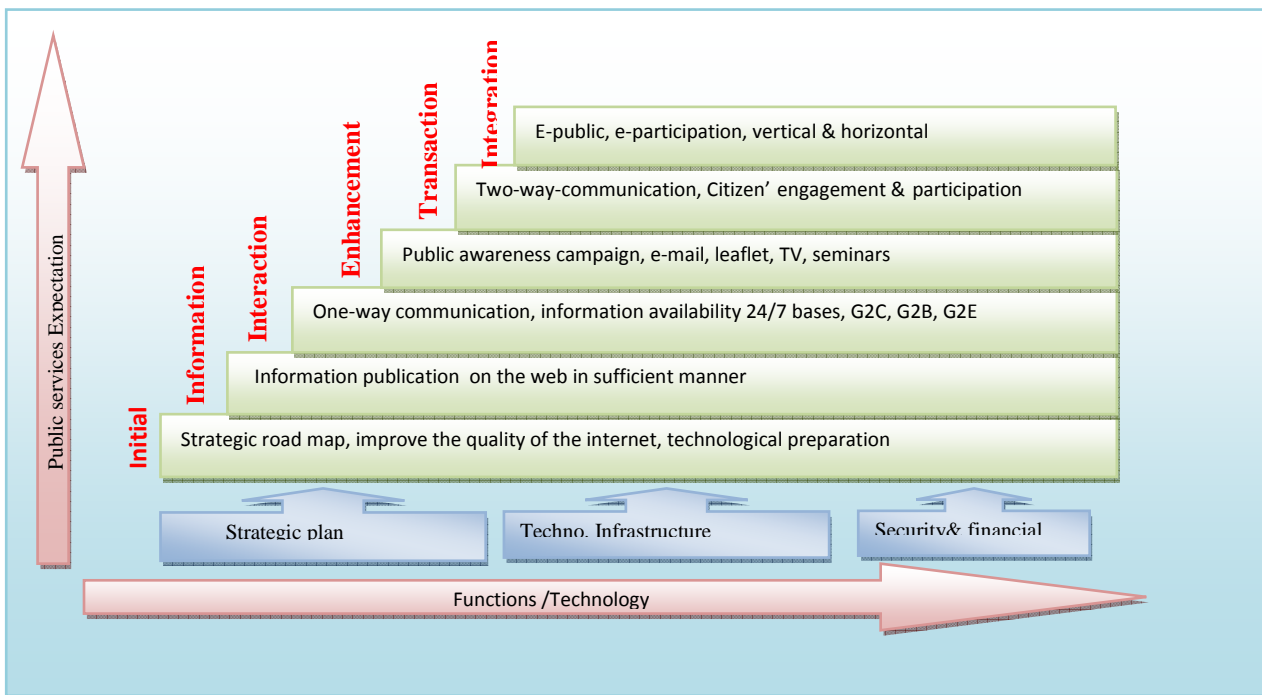 Integration
E-public, e-participation, vertical & horizontal
Transaction
Two-way-communication, Citizen’ engagement & participation
Enhancement
Public awareness campaign, e-mail, leaflet, TV, seminars
Interaction
One-way communication, information availability 24/7 bases, G2C, G2B, G2E
Information
Information publication on the web in sufficient manner
Initial
Strategic road map, improve the quality of the internet, technological preparation
Public services Expectation
Strategic plan
Techno. Infrastructure
Security& financial
Functions /Technology